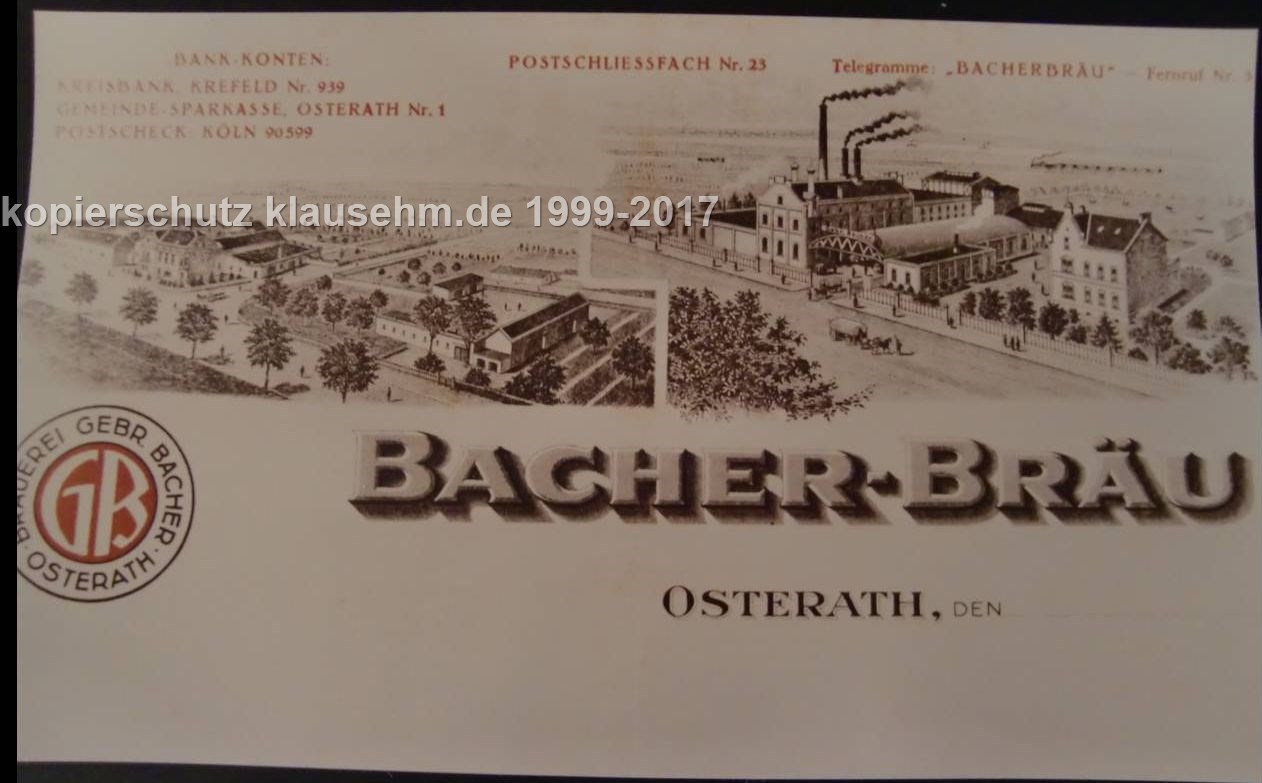 BANK-KONTEN:
KREISBANK, KREFELD Nr. 939
GEMEINDE-SPARKASSE, OSTERATH Nr. 1
POSTSCHECK: KÖLN 90599
POSTSCHLIESSFACH Nr. 23
Telegramme: „BACHERBRÄU“ – Fernruf Nr.
kopierschutz klausehm.de 1999-2017
BRAUEREI GEBR. BACHER · OSTERATH ·
GB
BACHER-BRÄU
OSTERATH, DEN